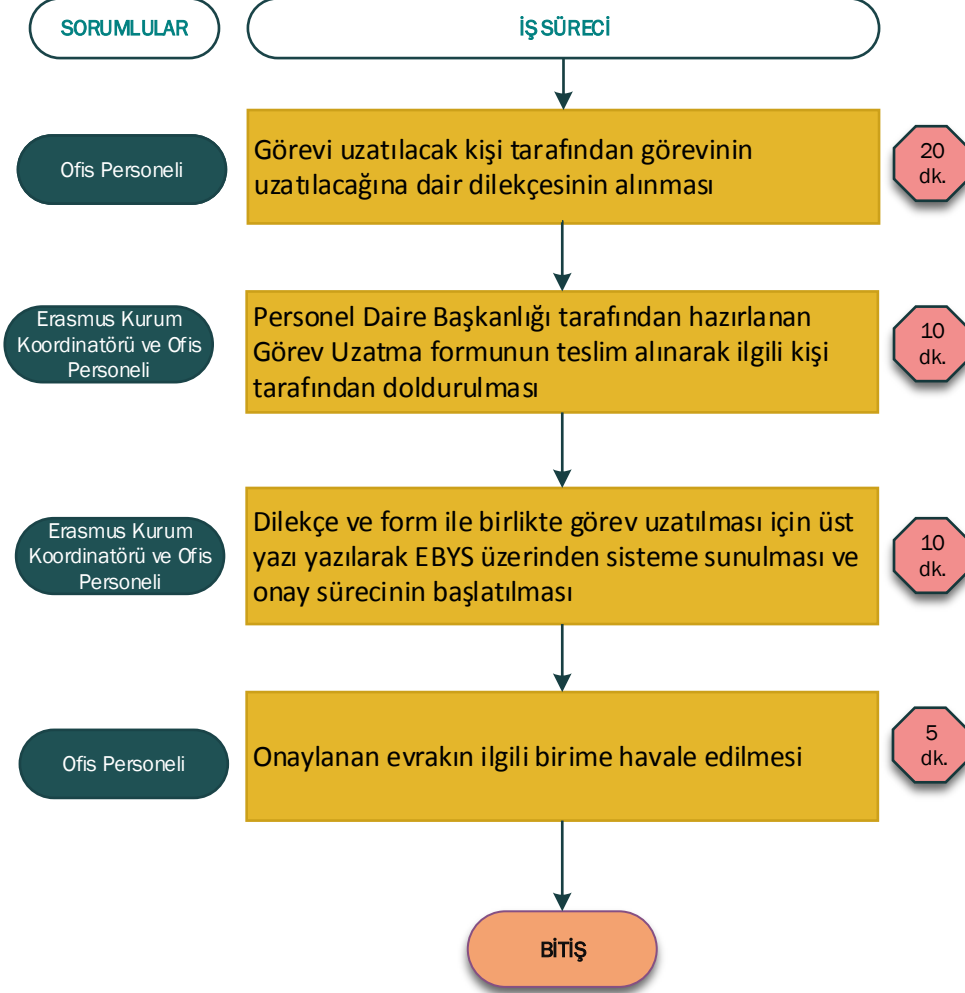 SORUMLULAR
İŞ SÜRECİ
Ofis Personeli
Görevi uzatılacak kişi tarafından görevinin
uzatılacağına dair dilekçesinin alınması
20
dk.
Erasmus Kurum
Koordinatörü ve Ofis
Personeli
Personel Daire Başkanlığı tarafından hazırlanan
Görev Uzatma formunun teslim alınarak ilgili kişi
tarafından doldurulması
10
dk.
Erasmus Kurum
Koordinatörü ve Ofis
Personeli
Dilekçe ve form ile birlikte görev uzatılması için üst
yazı yazılarak EBYS üzerinden sisteme sunulması ve
onay sürecinin başlatılması
10
dk.
Ofis Personeli
Onaylanan evrakın ilgili birime havale edilmesi
5
dk.
BİTİŞ